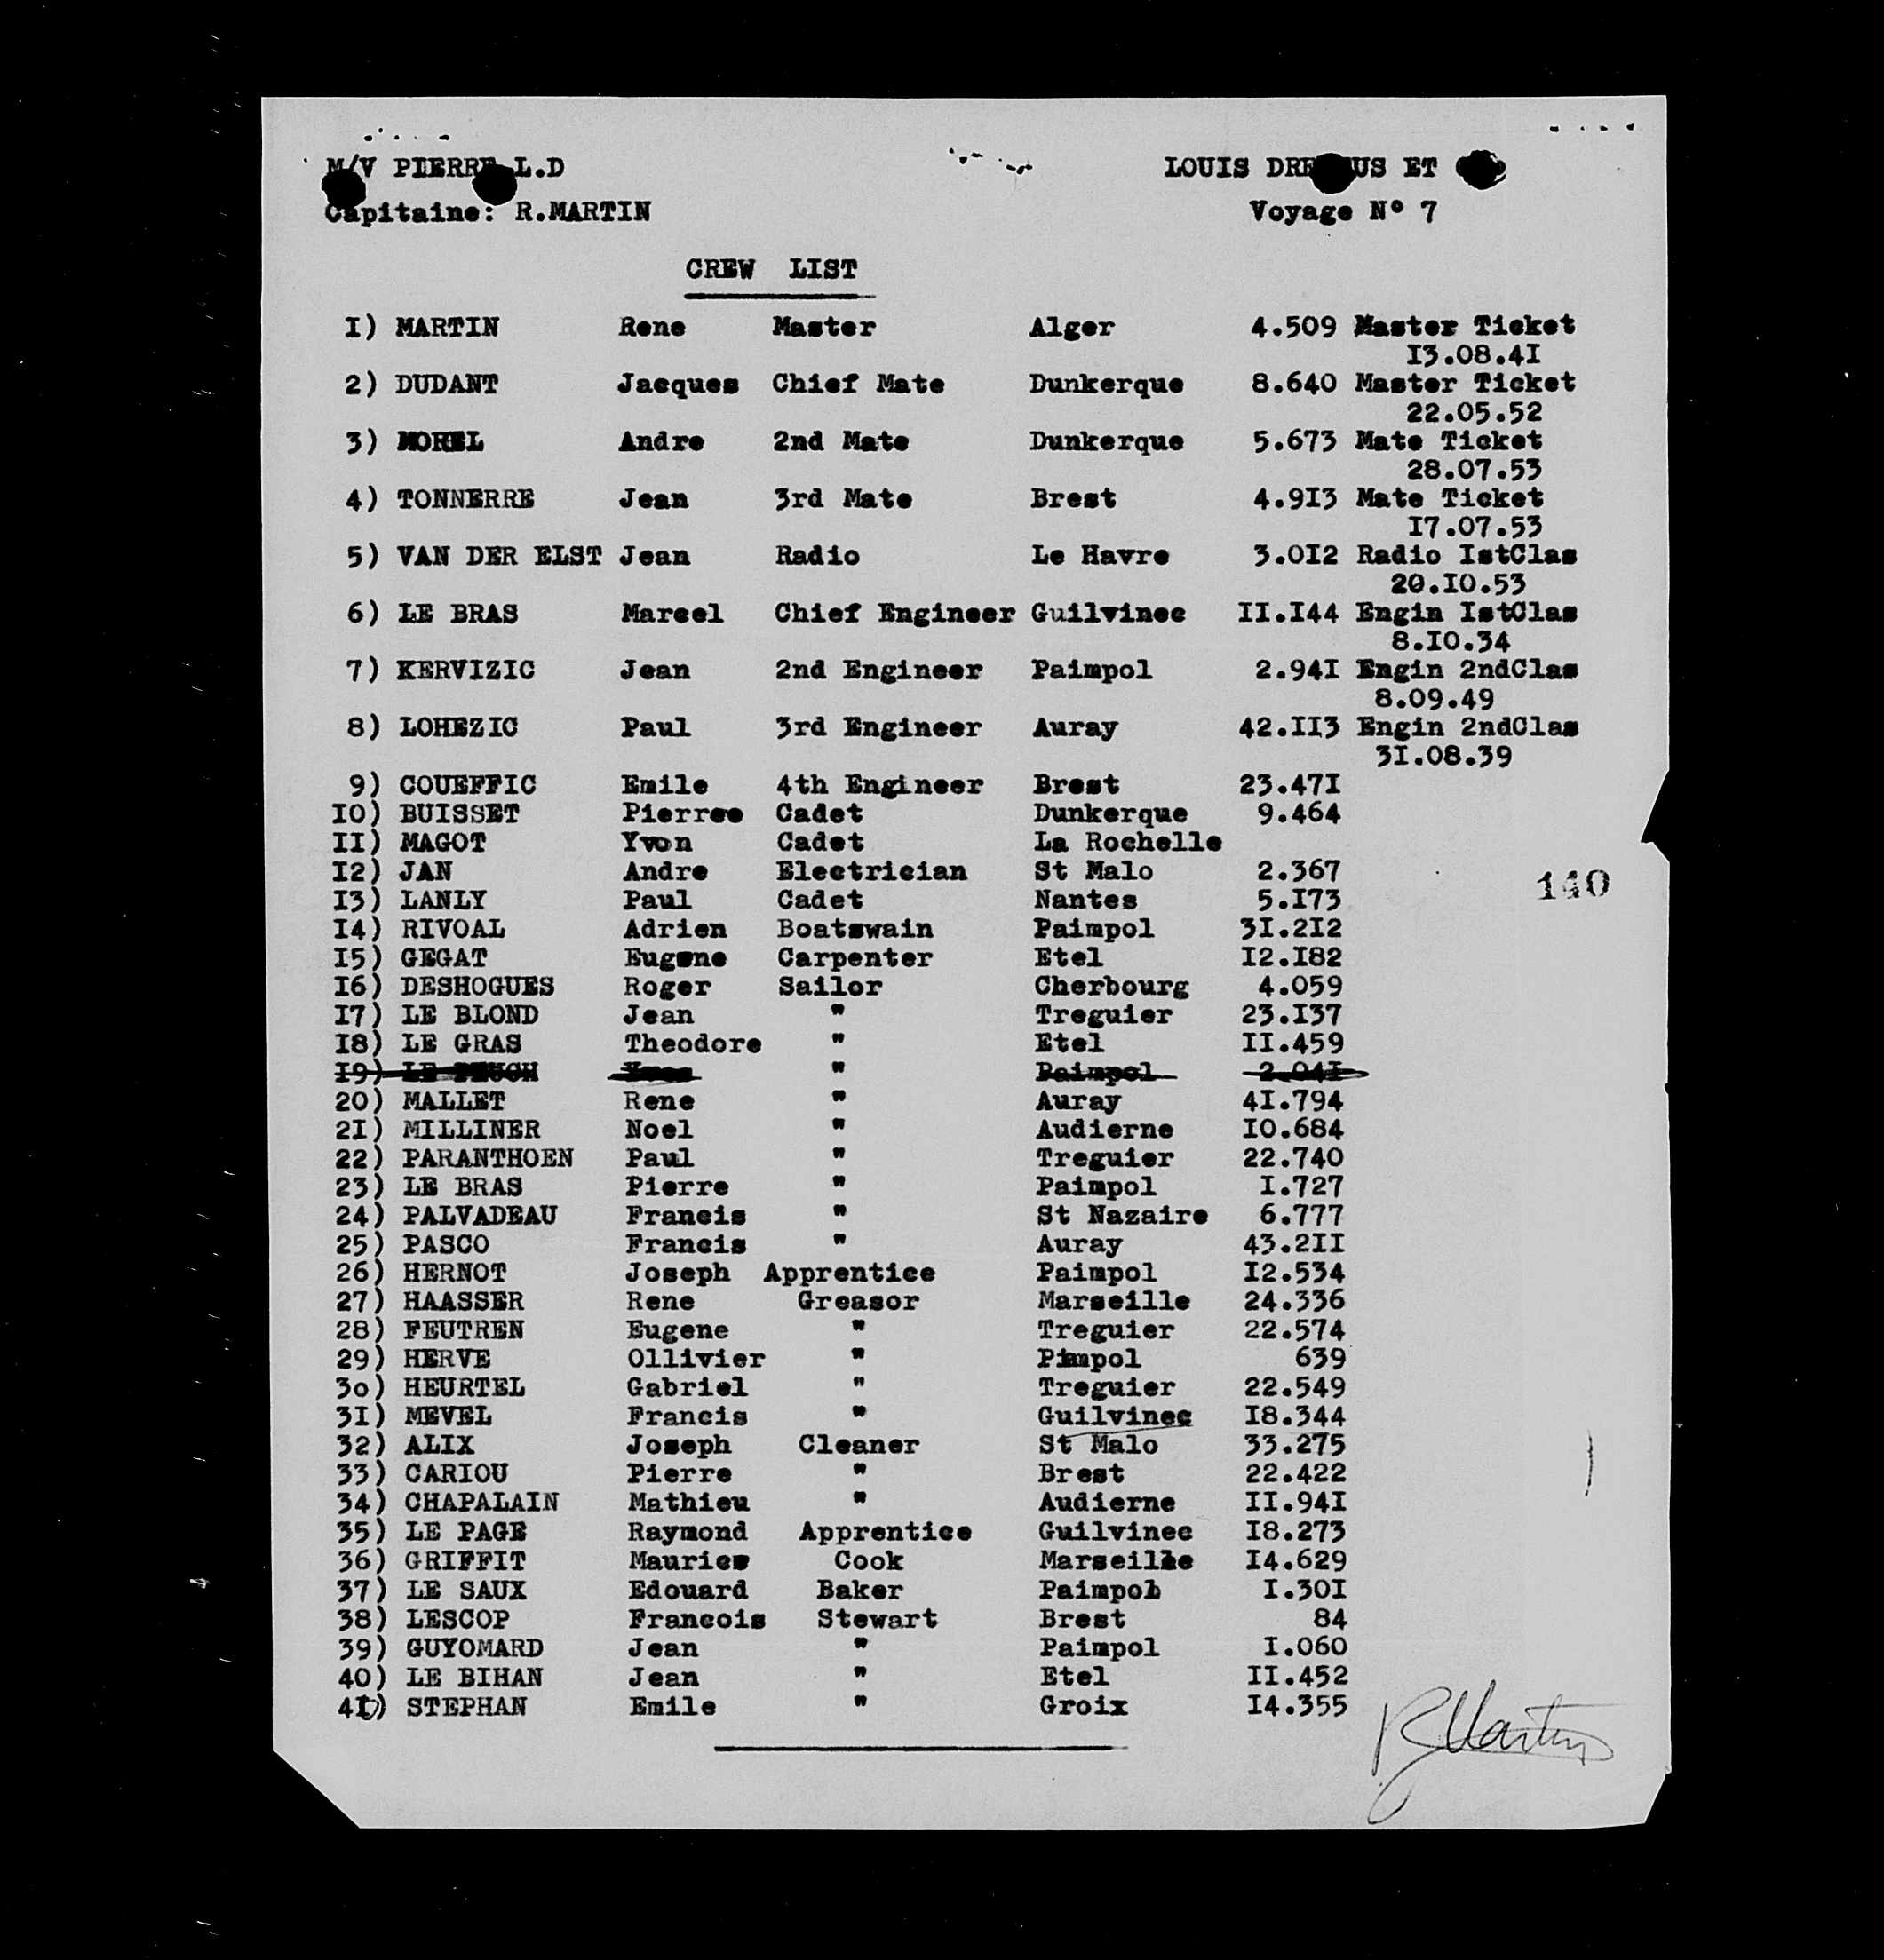 M/V PIERRE L.D LOUIS DREYFUS ET
Capitaine: R.MARTIN Voyage N° 7
CREW LIST
I) MARTIN Rene Master Alger 4.509 Master Ticket
I3.08.4I
2) DUDANT Jacques Chief Mate Dunkerque 8.640 Master Ticket
22.05.52
3) MOREL Andre 2nd Mate Dunkerque 5.673 Mate Ticket
28.07.53
4) TONNERRE Jean 3rd Mate Brest 4.9I3 Mate Ticket
I7.07.53
5) VAN DER ELST Jean Radio Le Havre 3.0I2 Radio IstClas
20.I0.53
6) LE BRAS Marcel Chief Engineer Guilvinec II.I44 Engin IstClas
8.I0.34
7) KERVIZIC Jean 2nd Engineer Paimpol 2.94I Engin 2ndClas
8.09.49
8) LOHEZIC Paul 3rd Engineer Auray 42.II3 Engin 2ndClas
3I.08.39
9) COUEFFIC Emile 4th Engineer Brest 23.47I
I0) BUISSET Pierree Cadet Dunkerque 9.464
II) MAGOT Yvon Cadet La Rochelle
I2) JAN Andre Electrician St Malo 2.367
I3) LANLY Paul Cadet Nantes 5.I73
140
I4) RIVOAL Adrien Boatswain Paimpol 3I.2I2
I5) GEGAT Eugene Carpenter Etel I2.I82
I6) DESHOGUES Roger Sailor Cherbourg 4.059
I7) LE BLOND Jean " Treguier 23.I37
I8) LE GRAS Theodore " Etel II.459
I9) LE " Paimpol 2.04I
20) MALLET Rene " Auray 4I.794
2I) MILLINER Noel " Audierne I0.684
22) PARANTHOEN Paul " Treguier 22.740
23) LE BRAS Pierre " Paimpol I.727
24) PALVADEAU Francis " St Nazaire 6.777
25) PASCO Francis " Auray 43.2II
26) HERNOT Joseph Apprentice Paimpol I2.534
27) HAASSER Rene Greasor Marseille 24.336
28) FEUTREN Eugene " Treguier 22.574
29) HERVE Ollivier " Pimpol 639
3o) HEURTEL Gabriel " Treguier 22.549
3I) MEVEL Francis " Guilvinec I8.344
32) ALIX Joseph Cleaner St Malo 33.275
33) CARIOU Pierre " Brest 22.422
34) CHAPALAIN Mathieu " Audierne II.94I
35) LE PAGE Raymond Apprentice Guilvinec I8.273
36) GRIFFIT Maurice Cook Marseille I4.629
37) LE SAUX Edouard Baker Paimpol I.30I
38) LESCOP Francois Stewart Brest 84
39) GUYOMARD Jean " Paimpol I.060
40) LE BIHAN Jean " Etel II.452
4I) STEPHAN Emile " Groix I4.355
RMartin